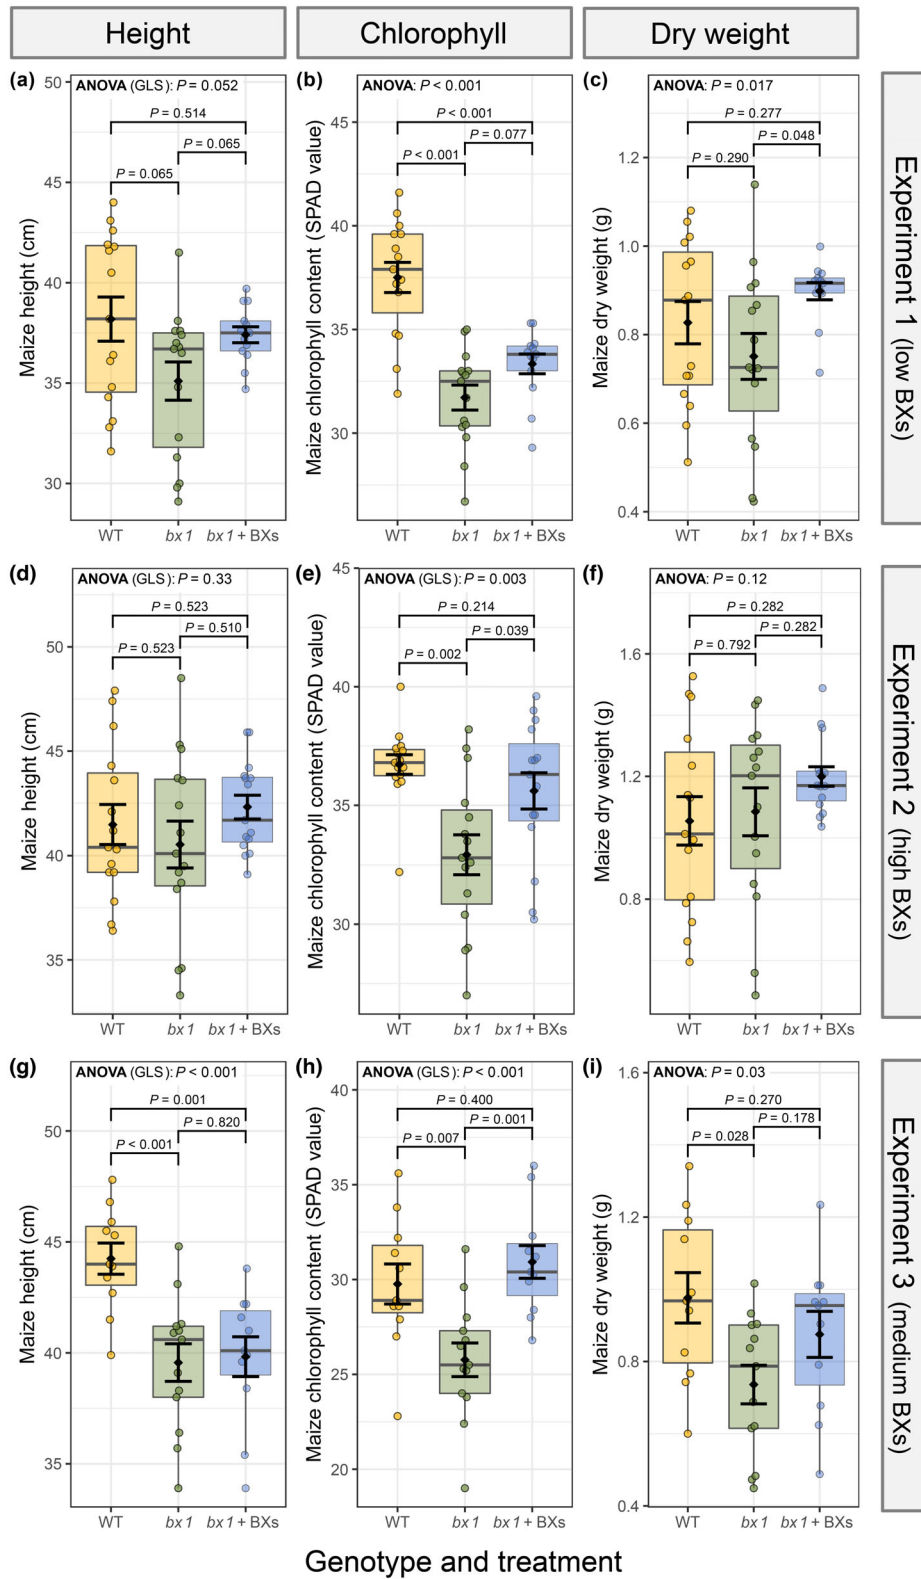 Height
Chlorophyll
Dry weight
(a)
ANOVA (GLS): P = 0.052
P = 0.514
P = 0.065
P = 0.065
50
45
40
35
30
Maize height (cm)
WT
bx1
bx1 + BXs
(b)
ANOVA: P < 0.001
P < 0.001
P = 0.077
P < 0.001
45
40
35
30
Maize chlorophyll content (SPAD value)
WT
bx1
bx1 + BXs
(c)
ANOVA: P = 0.017
P = 0.277
P = 0.048
P = 0.290
1.2
1.0
0.8
0.6
0.4
Maize dry weight (g)
WT
bx1
bx1 + BXs
Experiment 1 (low BXs)
(d)
ANOVA (GLS): P = 0.33
P = 0.523
P = 0.510
P = 0.523
50
45
40
35
Maize height (cm)
WT
bx1
bx1 + BXs
(e)
ANOVA (GLS): P = 0.003
P = 0.214
P = 0.039
P = 0.002
45
40
35
30
Maize chlorophyll content (SPAD value)
WT
bx1
bx1 + BXs
(f)
ANOVA: P = 0.12
P = 0.282
P = 0.282
P = 0.792
1.6
1.2
0.8
Maize dry weight (g)
WT
bx1
bx1 + BXs
Experiment 2 (high BXs)
(g)
ANOVA (GLS): P < 0.001
P = 0.001
P = 0.820
P < 0.001
50
45
40
35
Maize height (cm)
WT
bx1
bx1 + BXs
(h)
ANOVA (GLS): P < 0.001
P = 0.400
P = 0.001
P = 0.007
40
35
30
25
20
Maize chlorophyll content (SPAD value)
WT
bx1
bx1 + BXs
(i)
ANOVA: P = 0.03
P = 0.270
P = 0.178
P = 0.028
1.6
1.2
0.8
0.4
Maize dry weight (g)
WT
bx1
bx1 + BXs
Experiment 3 (medium BXs)
Genotype and treatment